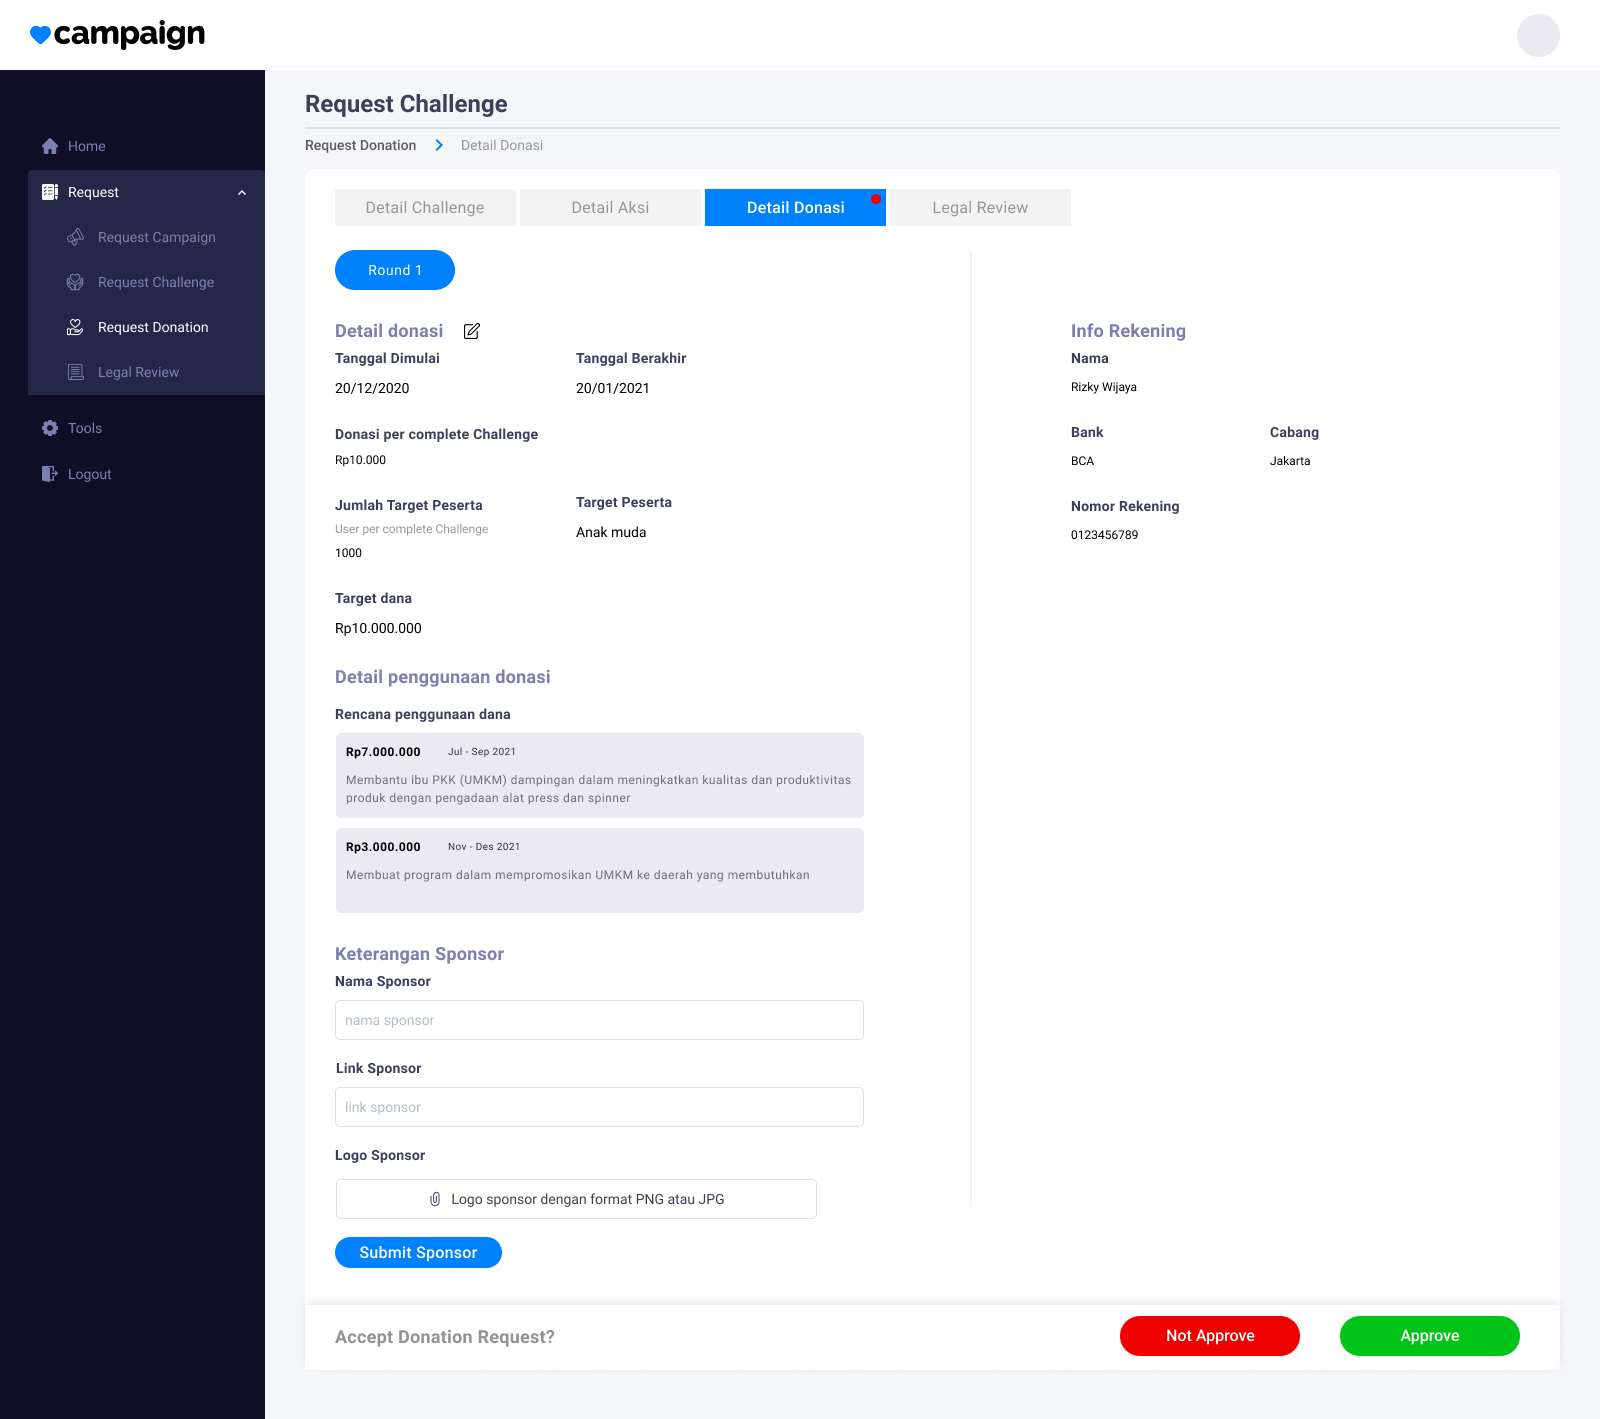 campaign
Home
Request
Request Campaign
Request Challenge
Request Donation
Legal Review
Tools
Logout
Request Challenge
Request Donation
Detail Donasi
Detail Challenge
Detail Aksi
Detail Donasi
Legal Review
Round 1
Detail donasi
Tanggal Dimulai
Tanggal Berakhir
20/12/2020
20/01/2021
Donasi per complete Challenge
Rp10.000
Jumlah Target Peserta
User per complete Challenge
1000
Target Peserta
Anak muda
Target dana
Rp10.000.000
Detail penggunaan donasi
Rencana penggunaan dana
Rp7.000.000
Jul - Sep 2021
Membantu ibu PKK (UMKM) dampingan dalam meningkatkan kualitas dan produktivitas
produk dengan pengadaan alat press dan spinner
Rp3.000.000
Nov - Des 2021
Membuat program dalam mempromosikan UMKM ke daerah yang membutuhkan
Keterangan Sponsor
Nama Sponsor
nama sponsor
Link Sponsor
link sponsor
Logo Sponsor
Logo sponsor dengan format PNG atau JPG
Submit Sponsor
Info Rekening
Nama
Rizky Wijaya
Bank
Cabang
BCA
Jakarta
Nomor Rekening
0123456789
Accept Donation Request?
Not Approve
Approve